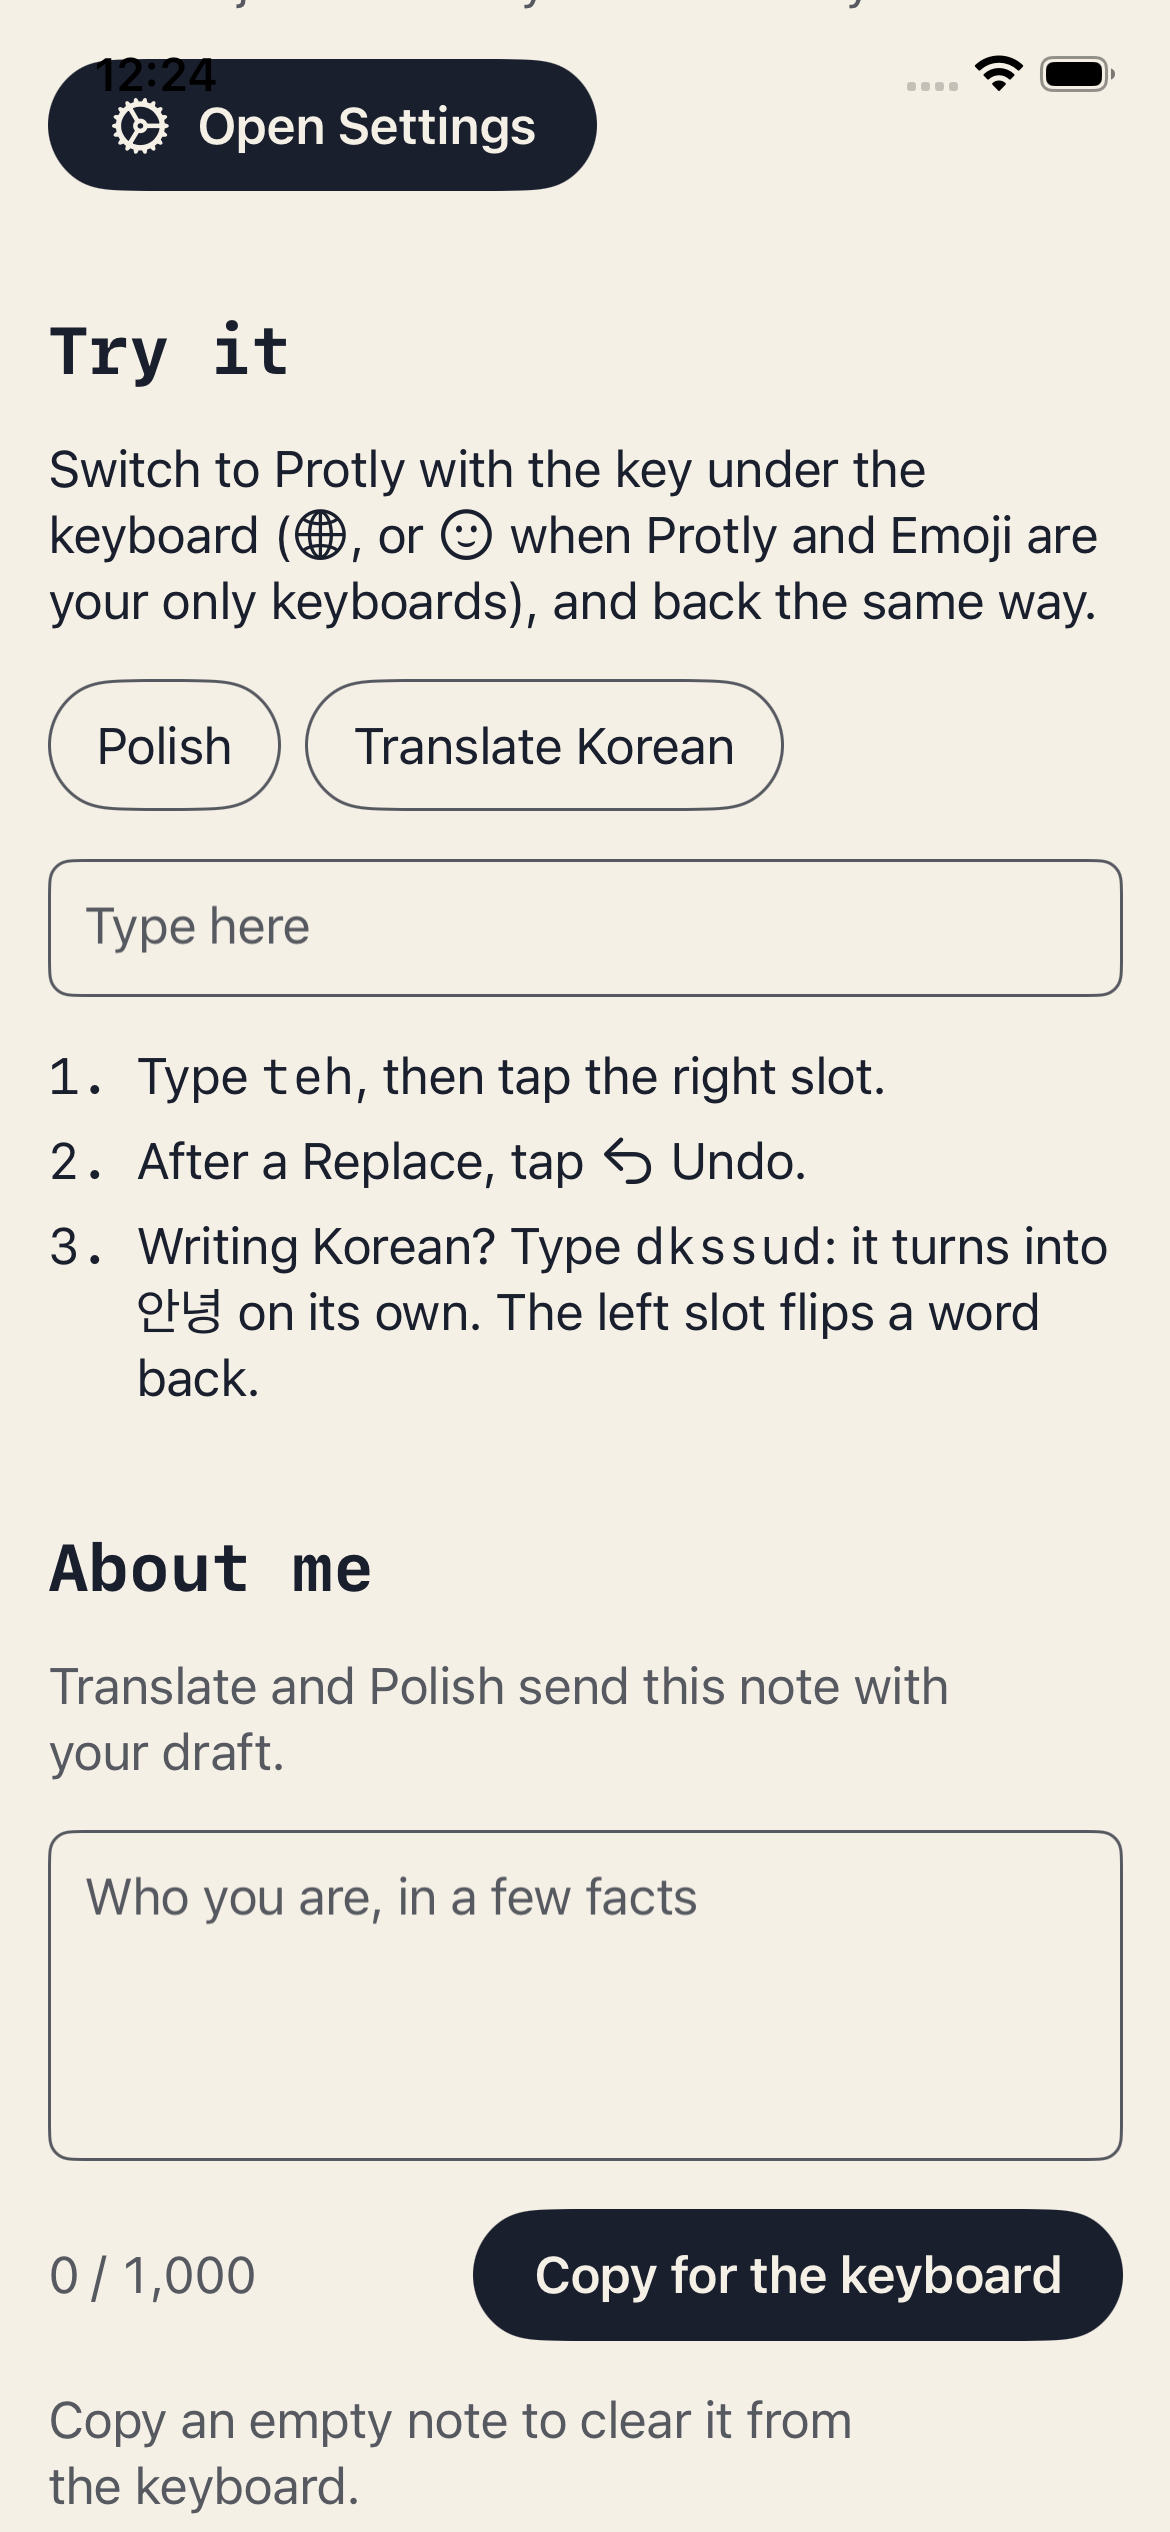 12:24
Open Settings
Try it
Switch to Protly with the key under the
keyboard (🌐, or ☺ when Protly and Emoji are
your only keyboards), and back the same way.
Polish
Translate Korean
Type here
1. Type teh, then tap the right slot.
2. After a Replace, tap ↩ Undo.
3. Writing Korean? Type dkssud: it turns into
안녕 on its own. The left slot flips a word
back.
About me
Translate and Polish send this note with
your draft.
Who you are, in a few facts
0 / 1,000
Copy for the keyboard
Copy an empty note to clear it from
the keyboard.